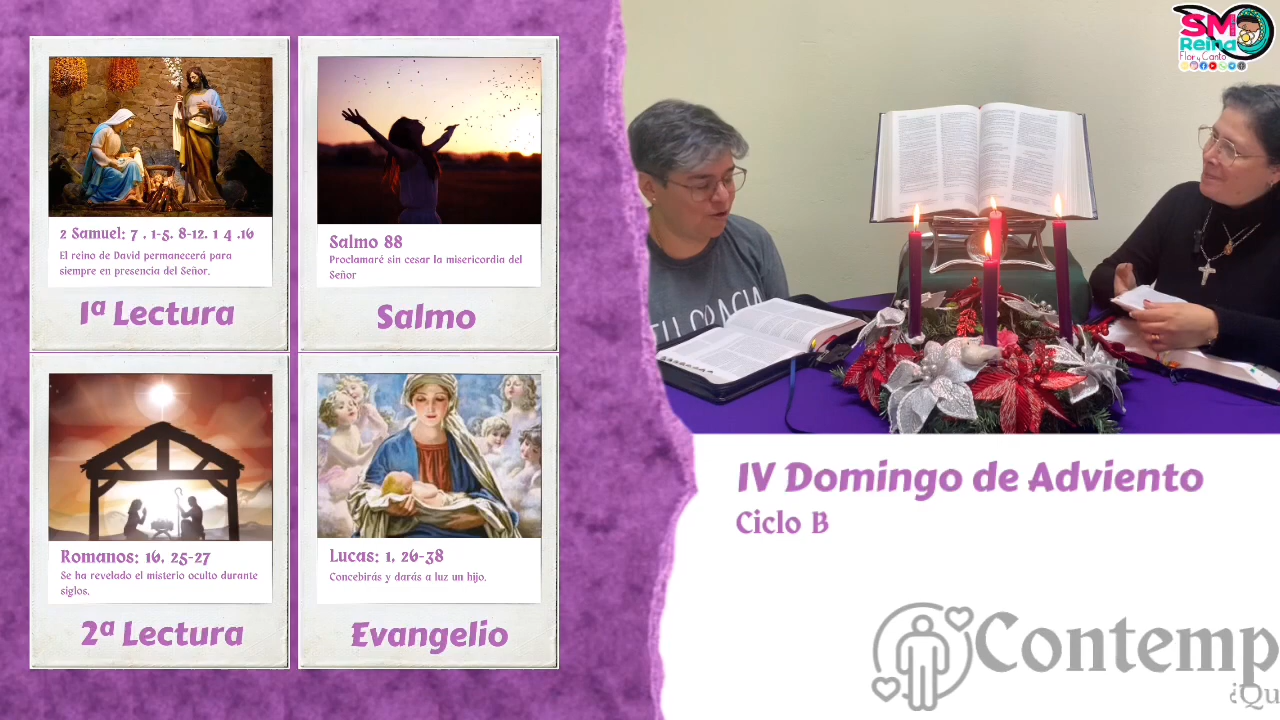 2 Samuel: 7 , 1-5. 8-12. 1 4 .16
El reino de David permanecerá para
siempre en presencia del Señor.
1ª Lectura
Salmo 88
Proclamaré sin cesar la misericordia del
Señor
Salmo
Romanos: 16, 25-27
Se ha revelado el misterio oculto durante
siglos.
2ª Lectura
Lucas: 1, 26-38
Concebirás y darás a luz un hijo.
Evangelio
SM
Reina
Flor y Canto
TU GRACIA
IV Domingo de Adviento
Ciclo B
Contemp
¿Qu